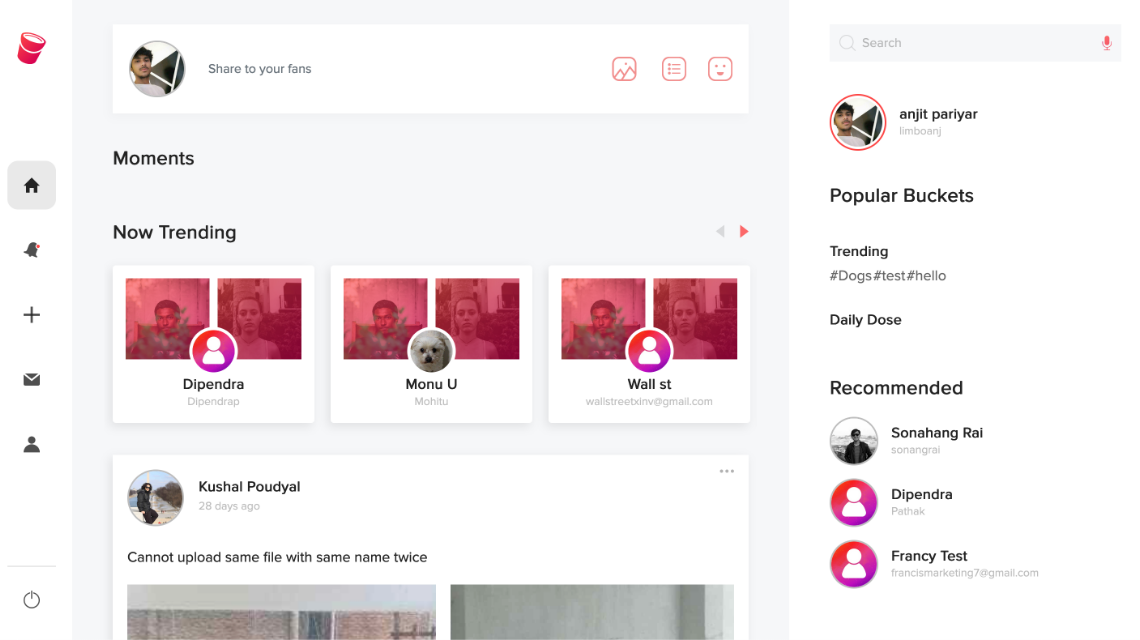 Share to your fans
Moments
Now Trending
Dipendra
Dipendrap
Monu U
Mohitu
Wall st
wallstreetxinv@gmail.com
Kushal Poudyal
28 days ago
Cannot upload same file with same name twice
Search
anjit pariyar
limboanj
Popular Buckets
Trending
#Dogs#test#hello
Daily Dose
Recommended
Sonahang Rai
sonangrai
Dipendra
Pathak
Francy Test
francismarketing7@gmail.com